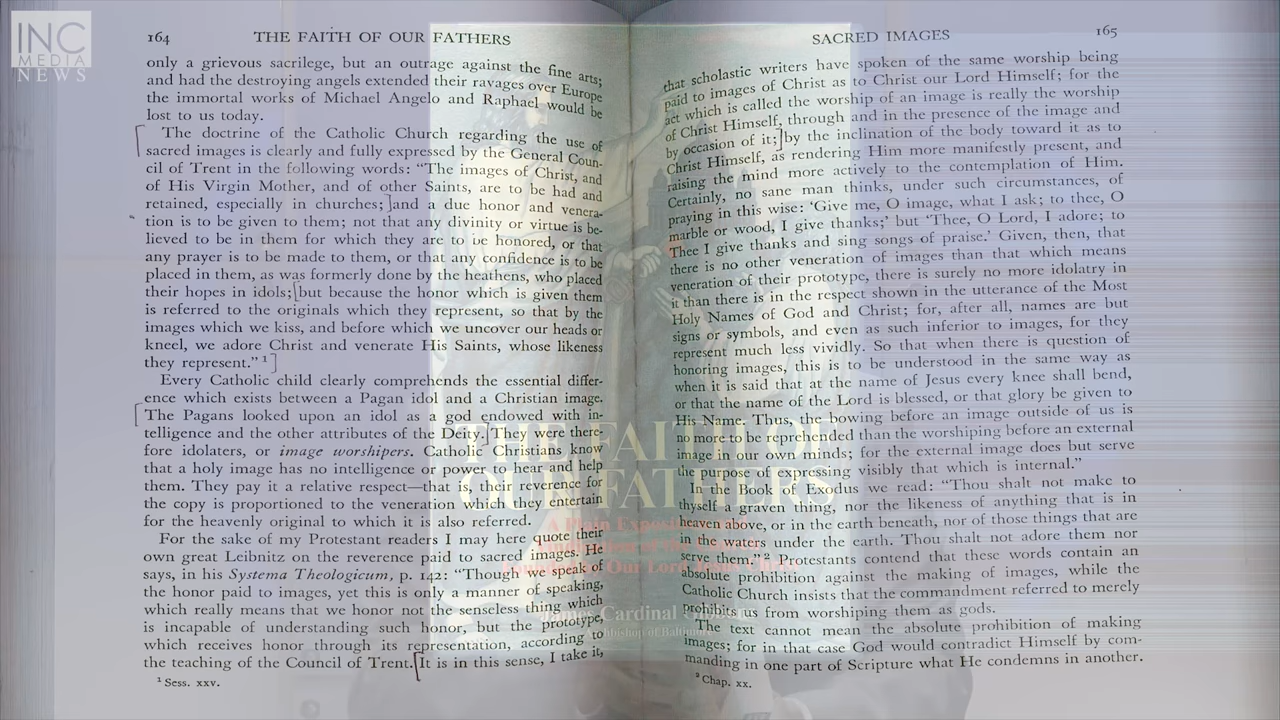 INC
MEDIA
NEWS
164 THE FAITH OF OUR FATHERS
only a grievous sacrilege, but an outrage against the fine arts;
and had the destroying angels extended their ravages over Europe
the immortal works of Michael Angelo and Raphael would be
lost to us today.
[The doctrine of the Catholic Church regarding the use of
sacred images is clearly and fully expressed by the General Coun-
cil of Trent in the following words: “The images of Christ, and
of His Virgin Mother, and of other Saints, are to be had and
retained, especially in churches;]and a due honor and venera-
tion is to be given to them; not that any divinity or virtue is be-
lieved to be in them for which they are to be honored, or that
any prayer is to be made to them, or that any confidence is to be
placed in them, as was formerly done by the heathens, who placed
their hopes in idols;[but because the honor which is given them
is referred to the originals which they represent, so that by the
images which we kiss, and before which we uncover our heads or
kneel, we adore Christ and venerate His Saints, whose likeness
they represent.” 1]
Every Catholic child clearly comprehends the essential differ-
ence which exists between a Pagan idol and a Christian image.
[The Pagans looked upon an idol as a god endowed with in-
telligence and the other attributes of the Deity.]They were there-
fore idolaters, or image worshipers. Catholic Christians know
that a holy image has no intelligence or power to hear and help
them. They pay it a relative respect—that is, their reverence for
the copy is proportioned to the veneration which they entertain
for the heavenly original to which it is also referred.
For the sake of my Protestant readers I may here quote their
own great Leibnitz on the reverence paid to sacred images. He
says, in his Systema Theologicum, p. 142: “Though we speak of
the honor paid to images, yet this is only a manner of speaking,
which really means that we honor not the senseless thing which
is incapable of understanding such honor, but the prototype,
which receives honor through its representation, according to
the teaching of the Council of Trent.[It is in this sense, I take it,
1 Sess. xxv.
SACRED IMAGES 165
that scholastic writers have spoken of the same worship being
paid to images of Christ as to Christ our Lord Himself; for the
act which is called the worship of an image is really the worship
of Christ Himself, through and in the presence of the image and
by occasion of it;]by the inclination of the body toward it as to
Christ Himself, as rendering Him more manifestly present, and
raising the mind more actively to the contemplation of Him.
Certainly, no sane man thinks, under such circumstances, of
praying in this wise: ‘Give me, O image, what I ask; to thee, O
marble or wood, I give thanks;’ but ‘Thee, O Lord, I adore; to
Thee I give thanks and sing songs of praise.’ Given, then, that
there is no other veneration of images than that which means
veneration of their prototype, there is surely no more idolatry in
it than there is in the respect shown in the utterance of the Most
Holy Names of God and Christ; for, after all, names are but
signs or symbols, and even as such inferior to images, for they
represent much less vividly. So that when there is question of
honoring images, this is to be understood in the same way as
when it is said that at the name of Jesus every knee shall bend,
or that the name of the Lord is blessed, or that glory be given to
His Name. Thus, the bowing before an image outside of us is
no more to be reprehended than the worshiping before an external
image in our own minds; for the external image does but serve
the purpose of expressing visibly that which is internal.”
In the Book of Exodus we read: “Thou shalt not make to
thyself a graven thing, nor the likeness of anything that is in
heaven above, or in the earth beneath, nor of those things that are
in the waters under the earth. Thou shalt not adore them nor
serve them.” 2 Protestants contend that these words contain an
absolute prohibition against the making of images, while the
Catholic Church insists that the commandment referred to merely
prohibits us from worshiping them as gods.
The text cannot mean the absolute prohibition of making
images; for in that case God would contradict Himself by com-
manding in one part of Scripture what He condemns in another.
2 Chap. xx.
THE FAITH OF
OUR FATHERS
A Plain
Our Lord Jesus Christ
James Cardinal
of Baltimore